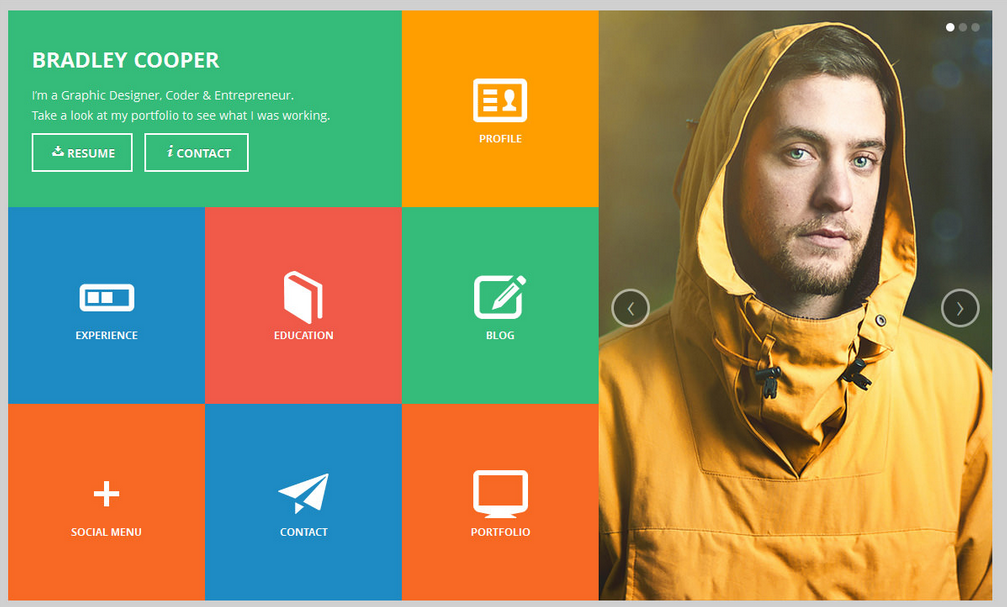 BRADLEY COOPER
I'm a Graphic Designer, Coder & Entrepreneur.
Take a look at my portfolio to see what I was working.
RESUME
i CONTACT
PROFILE
EXPERIENCE
EDUCATION
BLOG
SOCIAL MENU
CONTACT
PORTFOLIO